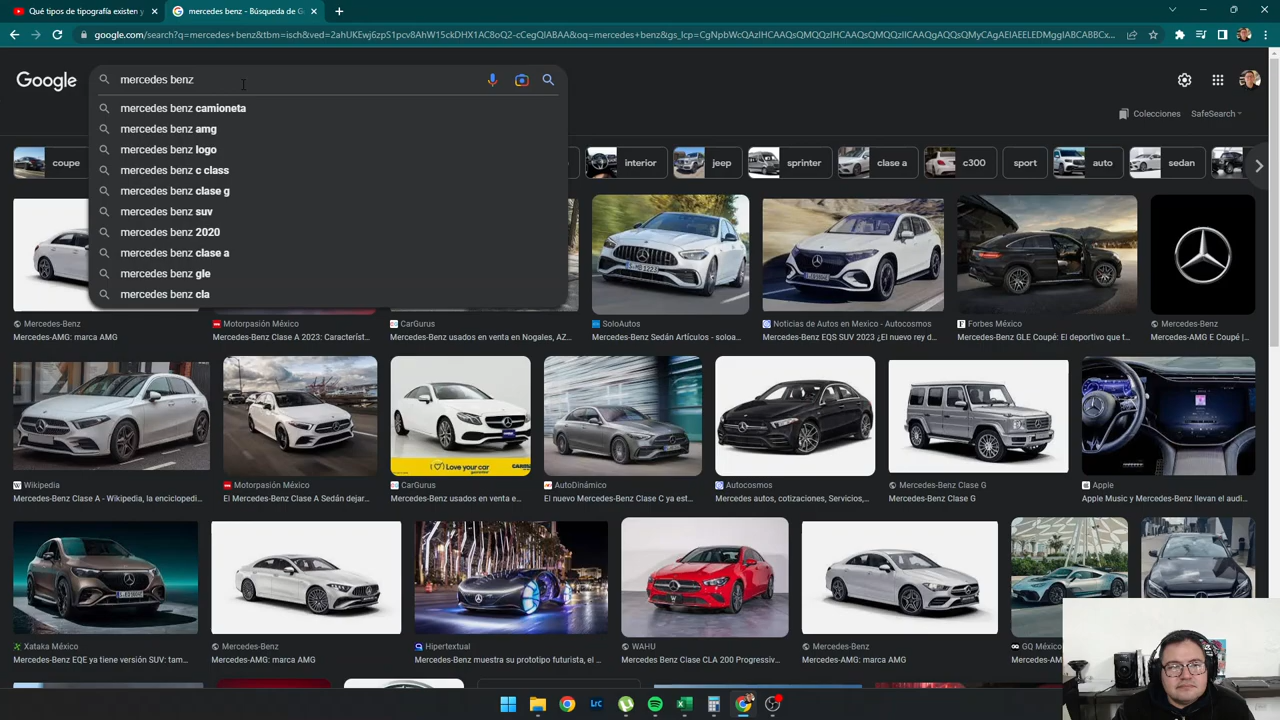 Qué tipos de tipografía existen y
mercedes benz - Búsqueda de G
google.com/search?q=mercedes+benz&tbm=isch&ved=2ahUKEwj6zpS1pcv8AhW15ckDHX1AC8oQ2-cCegQIABAA&oq=mercedes+benz&gs_lcp=
Google
mercedes benz
mercedes benz camioneta
mercedes benz amg
mercedes benz logo
mercedes benz c class
mercedes benz clase g
mercedes benz suv
mercedes benz 2020
mercedes benz clase a
mercedes benz gle
mercedes benz cla
Colecciones
SafeSearch
coupe
interior
jeep
sprinter
clase a
c300
sport
auto
sedan
Mercedes-Benz
Mercedes-AMG: marca AMG
Motorpasión México
Mercedes-Benz Clase A 2023: Característ...
CarGurus
Mercedes-Benz usados en venta en Nogales, AZ...
SoloAutos
Mercedes-Benz Sedán Artículos - soloa...
Noticias de Autos en Mexico - Autocosmos
Mercedes-Benz EQS SUV 2023 ¿El nuevo rey d...
Forbes México
Mercedes-Benz GLE Coupé: El deportivo que t...
Mercedes-Benz
Mercedes-AMG E Coupé |...
I ♥ Love your car
Wikipedia
Mercedes-Benz Clase A - Wikipedia, la enciclopedi...
Motorpasión México
El Mercedes-Benz Clase A Sedán dejar...
CarGurus
Mercedes-Benz usados en venta e...
AutoDinámico
El nuevo Mercedes-Benz Clase C ya est...
Autocosmos
Mercedes autos, cotizaciones, Servicios,...
Mercedes-Benz Clase G
Mercedes-Benz Clase G
Apple
Apple Music y Mercedes-Benz llevan el audi...
Xataka México
Mercedes-Benz EQE ya tiene versión SUV: tam...
Mercedes-Benz
Mercedes-AMG: marca AMG
Hipertextual
Mercedes-Benz muestra su prototipo futurista, el ...
WAHU
Mercedes Benz Clase CLA 200 Progressiv...
Mercedes-Benz
Mercedes-AMG: marca AMG
GQ México
Mercedes-AM